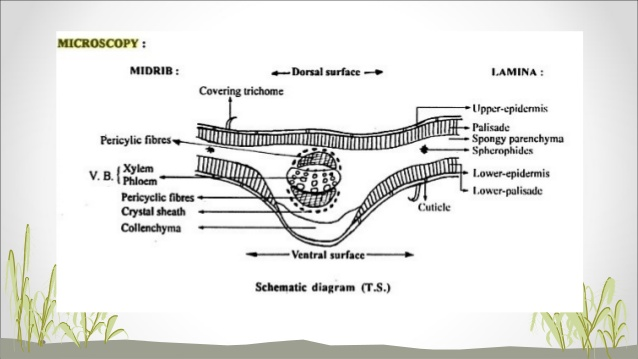 MICROSCOPY :
MIDRIB :
Dorsal surface
LAMINA :
Covering trichome
Upper-epidermis
Palisade
Spongy parenchyma
Spherophides
Pericylic fibres
V. B.
Xylem
Phloem
Lower-epidermis
Lower-palisade
Pericyclic fibres
Crystal sheath
Collenchyma
Cuticle
Ventral surface
Schematic diagram (T.S.)